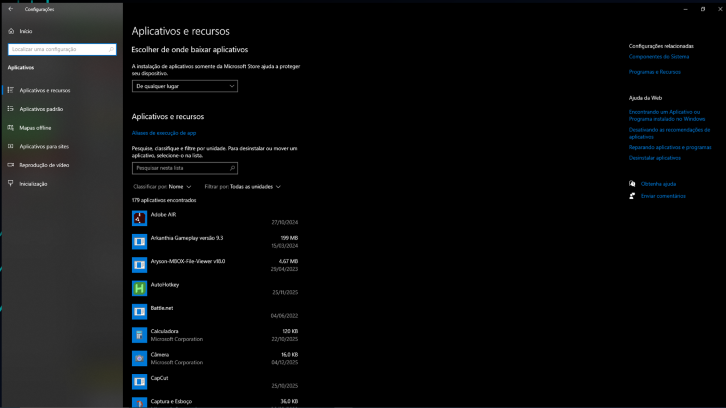 Configurações
Início
Localizar uma configuração
Aplicativos
Aplicativos e recursos
Aplicativos padrão
Mapas offline
Aplicativos para sites
Reprodução de vídeo
Inicialização
Aplicativos e recursos
Escolher de onde baixar aplicativos
A instalação de aplicativos somente da Microsoft Store ajuda a proteger
seu dispositivo.
De qualquer lugar
Aplicativos e recursos
Aliases de execução de app
Pesquise, classifique e filtre por unidade. Para desinstalar ou mover um
aplicativo, selecione-o na lista.
Pesquisar nesta lista
Classificar por: Nome
Filtrar por: Todas as unidades
179 aplicativos encontrados
Adobe AIR
27/10/2024
Arkanthia Gameplay versão 9.3
199 MB
15/03/2024
Aryson-MBOX-File-Viewer v18.0
4,67 MB
29/04/2023
AutoHotkey
25/11/2025
Battle.net
04/06/2022
Calculadora
120 KB
Microsoft Corporation
22/10/2025
Câmera
16,0 KB
Microsoft Corporation
04/12/2025
CapCut
25/10/2025
Captura e Esboço
36,0 KB
Configurações relacionadas
Componentes do Sistema
Programas e Recursos
Ajuda da Web
Encontrando um Aplicativo ou
Programa instalado no Windows
Desativando as recomendações de
aplicativos
Reparando aplicativos e programas
Desinstalar aplicativos
Obtenha ajuda
Enviar comentários